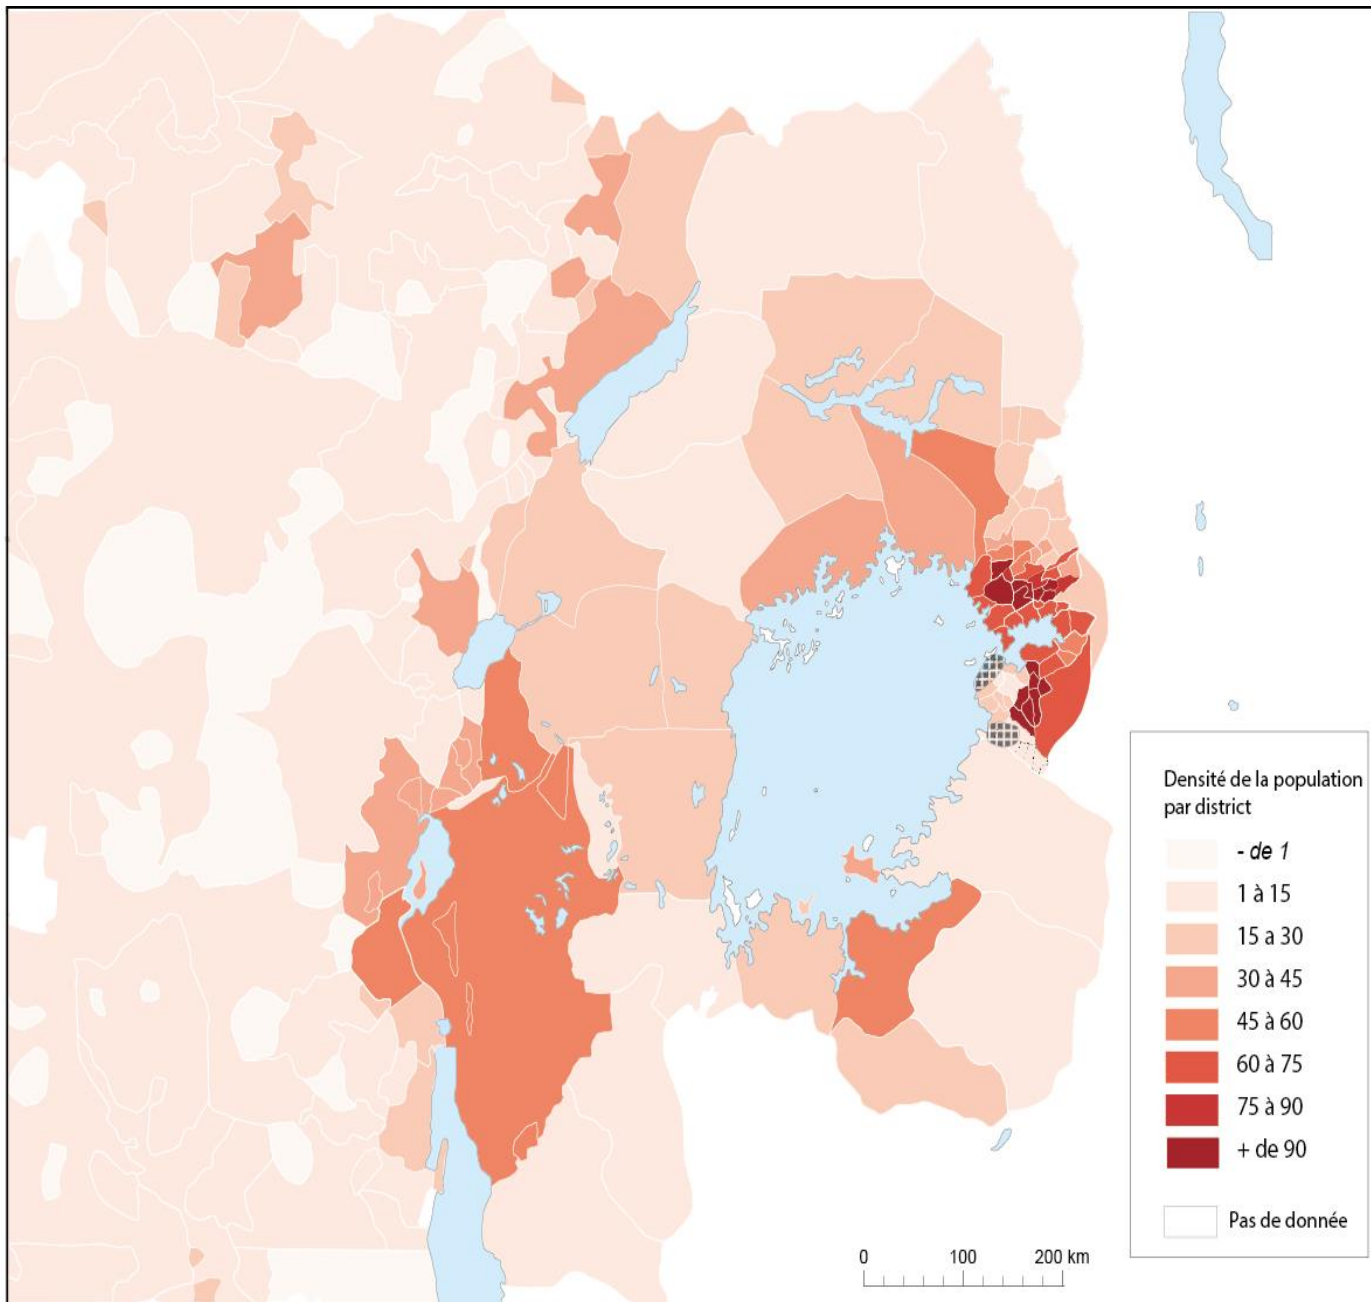 Densité de la population
par district
- de 1
1 à 15
15 a 30
30 à 45
45 à 60
60 à 75
75 à 90
+ de 90
Pas de donnée
0 100 200 km